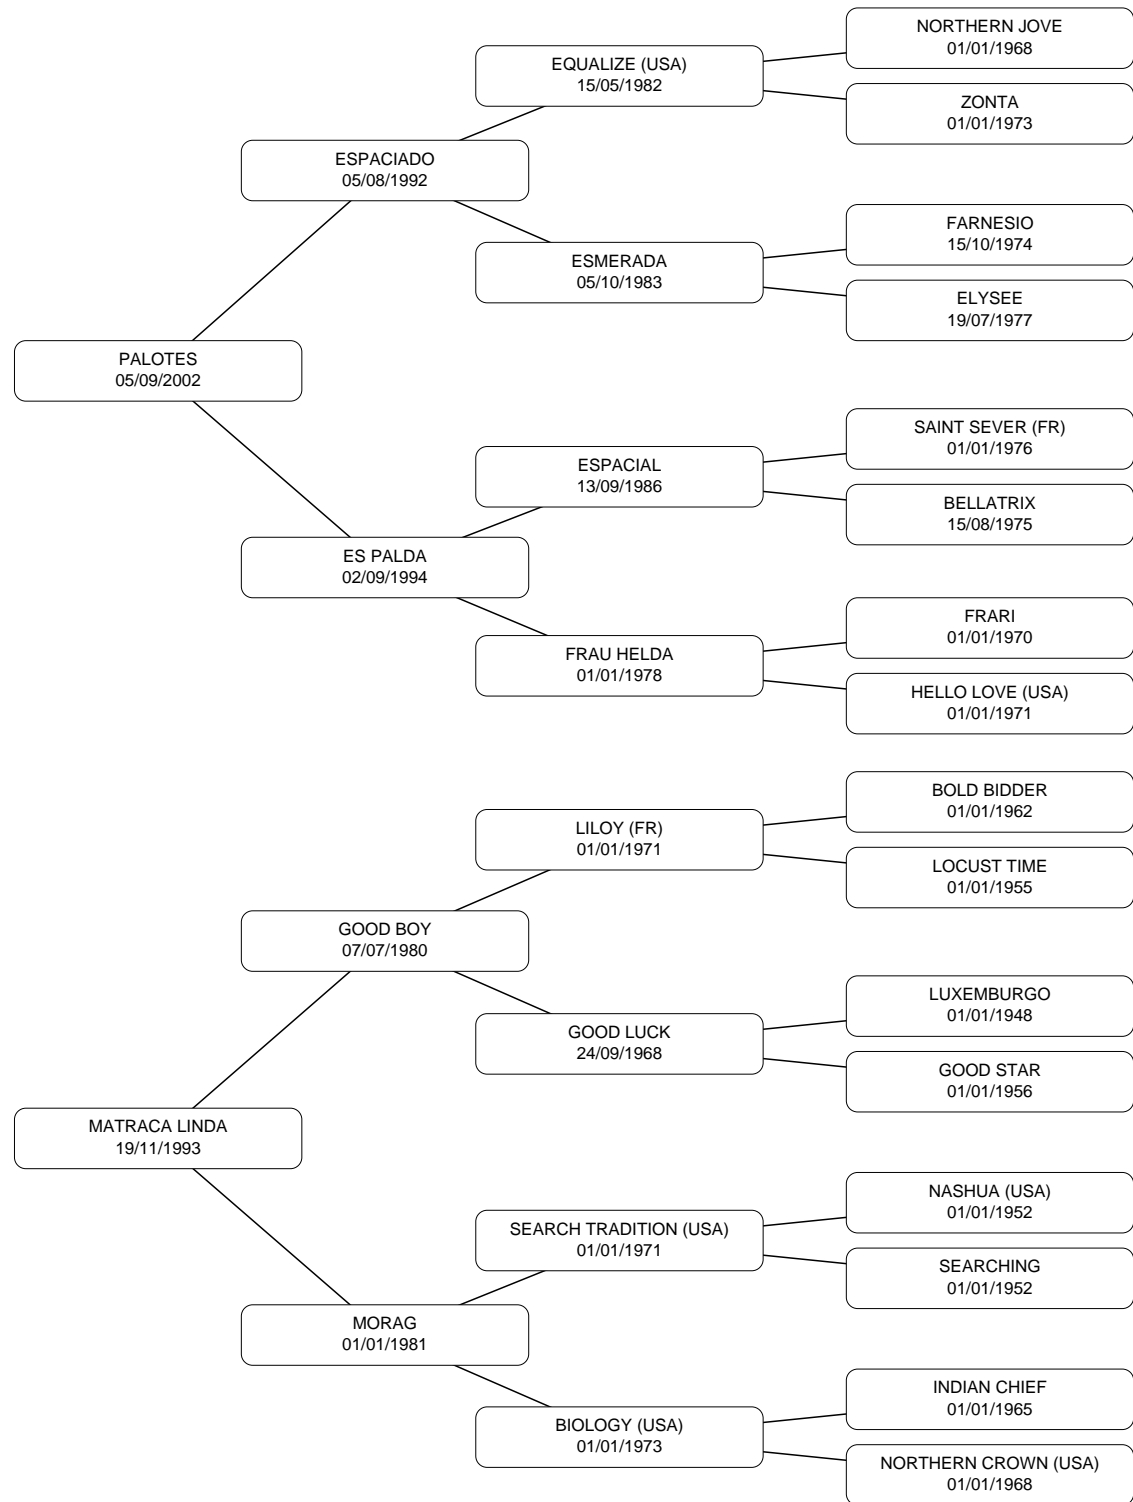 NORTHERN JOVE
01/01/1968
EQUALIZE (USA)
15/05/1982
ZONTA
01/01/1973
ESPACIADO
05/08/1992
FARNESIO
15/10/1974
ESMERADA
05/10/1983
ELYSEE
19/07/1977
PALOTES
05/09/2002
SAINT SEVER (FR)
01/01/1976
ESPACIAL
13/09/1986
BELLATRIX
15/08/1975
ES PALDA
02/09/1994
FRARI
01/01/1970
FRAU HELDA
01/01/1978
HELLO LOVE (USA)
01/01/1971
BOLD BIDDER
01/01/1962
LILOY (FR)
01/01/1971
LOCUST TIME
01/01/1955
GOOD BOY
07/07/1980
LUXEMBURGO
01/01/1948
GOOD LUCK
24/09/1968
GOOD STAR
01/01/1956
MATRACA LINDA
19/11/1993
NASHUA (USA)
01/01/1952
SEARCH TRADITION (USA)
01/01/1971
SEARCHING
01/01/1952
MORAG
01/01/1981
INDIAN CHIEF
01/01/1965
BIOLOGY (USA)
01/01/1973
NORTHERN CROWN (USA)
01/01/1968